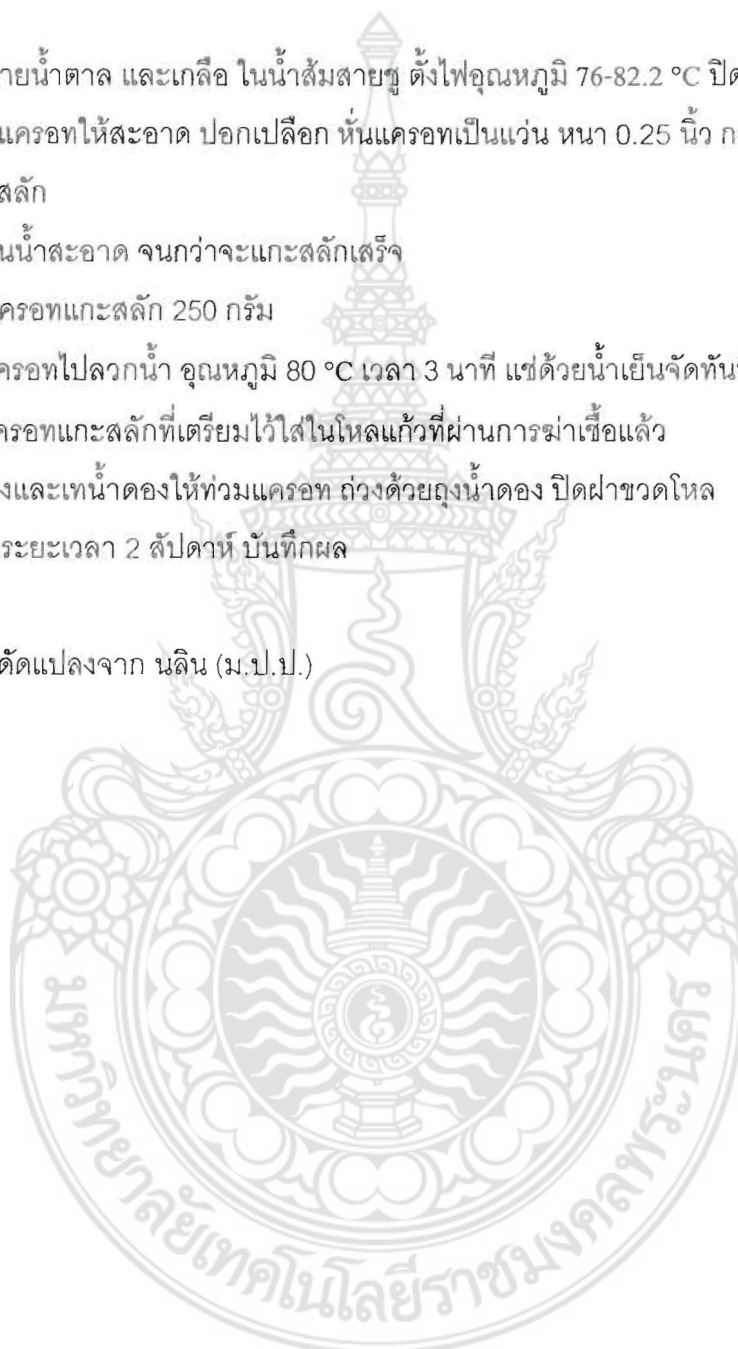 ายน้ำตาล และเกลือ ในน้ำส้มสายชู ตั้งไฟอุณหภูมิ 76-82.2 °C ปิด
แครอทให้สะอาด ปอกเปลือก หั่นแครอทเป็นแว่น หนา 0.25 นิ้ว ก
สลัก
นน้ำสะอาด จนกว่าจะแกะสลักเสร็จ
ครอทแกะสลัก 250 กรัม
ครอทไปลวกน้ำ อุณหภูมิ 80 °C เวลา 3 นาที แช่ด้วยน้ำเย็นจัดทัน
ครอทแกะสลักที่เตรียมไว้ใส่ในโหลแก้วที่ผ่านการฆ่าเชื้อแล้ว
งและเทน้ำดองให้ท่วมแครอท ถ่วงด้วยถุงน้ำดอง ปิดฝาขวดโหล
ระยะเวลา 2 สัปดาห์ บันทึกผล
ดัดแปลงจาก นลิน (ม.ป.ป.)
มหาวิทยาลัยเทคโนโลยีราชมงคลพระนคร